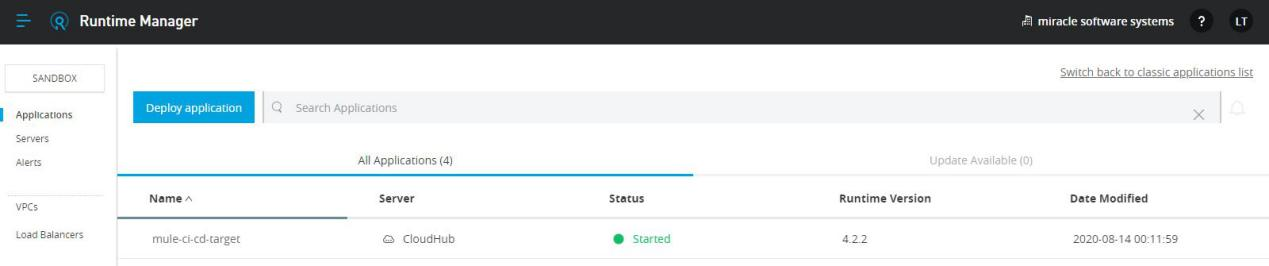 Runtime Manager
miracle software systems
?
LT
SANDBOX
Switch back to classic applications list
Deploy application
Search Applications
Applications
Servers
Alerts
VPCs
Load Balancers
All Applications (4)
Update Available (0)
Name Server Status Runtime Version Date Modified
mule-ci-cd-target CloudHub Started 4.2.2 2020-08-14 00:11:59